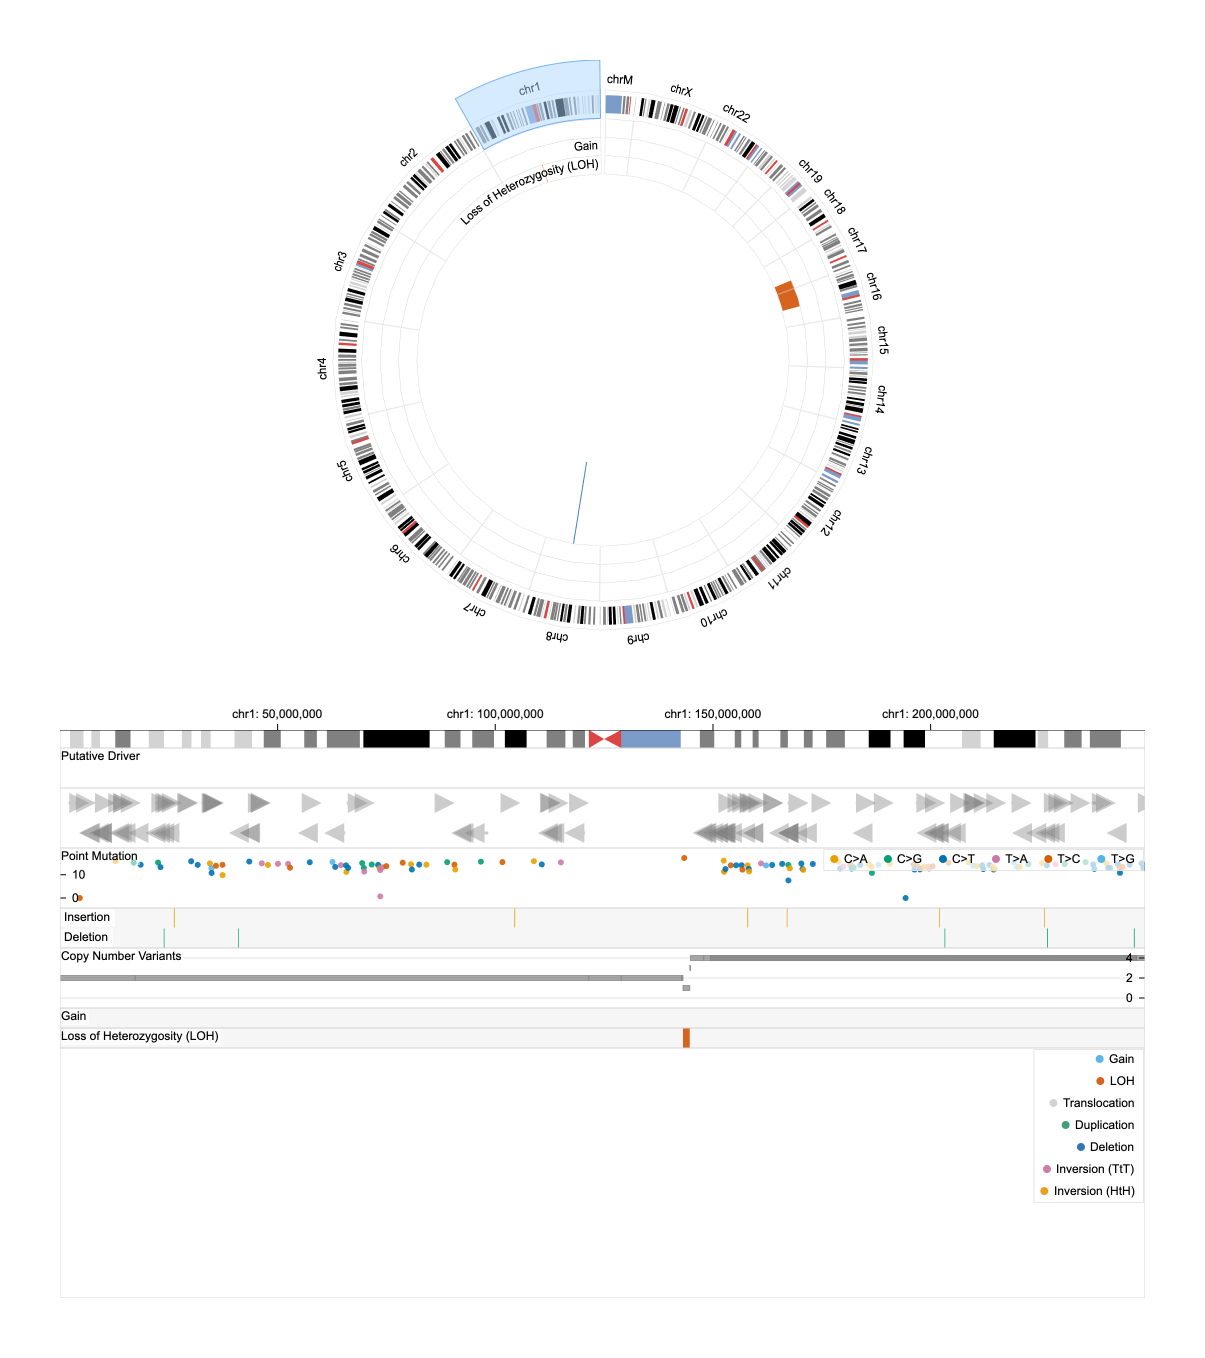 chrM
chrX
chr22
chr19
chr18
chr17
chr16
chr15
chr14
chr13
chr12
chr11
chr10
chr9
chr8
chr7
chr6
chr5
chr4
chr3
chr2
chr1
Gain
Loss of Heterozygosity (LOH)
chr1: 50,000,000 chr1: 100,000,000 chr1: 150,000,000 chr1: 200,000,000
Putative Driver
Point Mutation C>A C>G C>T T>A T>C T>G
10
0
Insertion
Deletion
Copy Number Variants 4
2
0
Gain
Loss of Heterozygosity (LOH)
Gain
LOH
Translocation
Duplication
Deletion
Inversion (TtT)
Inversion (HtH)